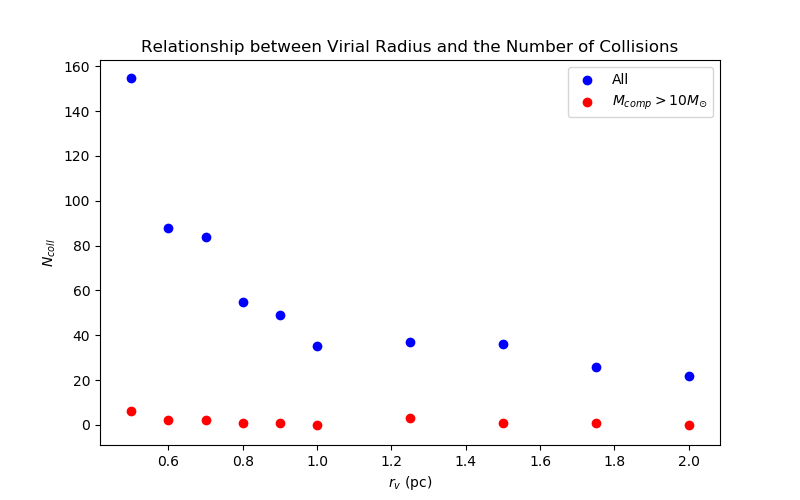 Relationship between Virial Radius and the Number of Collisions
All
M_comp > 10M_⊙
160
140
120
100
80
60
40
20
0
N_coll
0.6 0.8 1.0 1.2 1.4 1.6 1.8 2.0
r_v (pc)